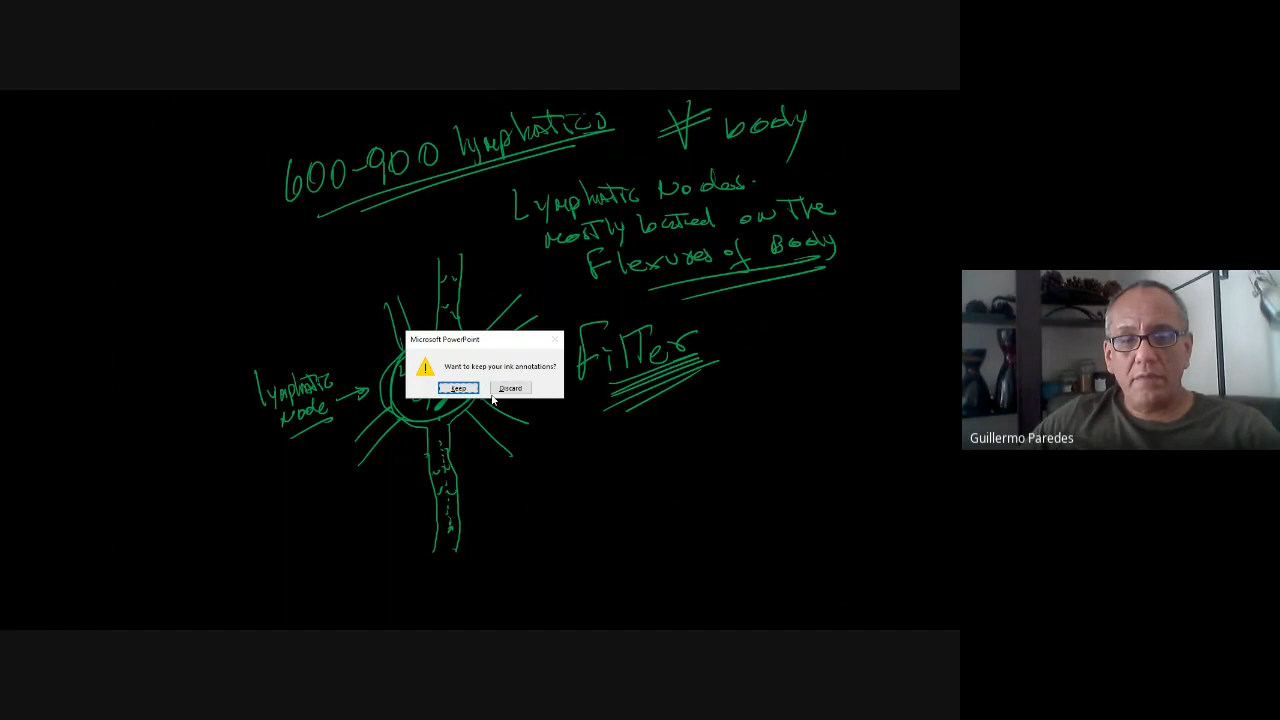 600-900 lymphatics ∀ body
Lymphatic Nodes.
mostly located on the
Flexures of Body
Filter
Lymphatic
Node
Microsoft PowerPoint
Want to keep your ink annotations?
Keep Discard
Guillermo Paredes